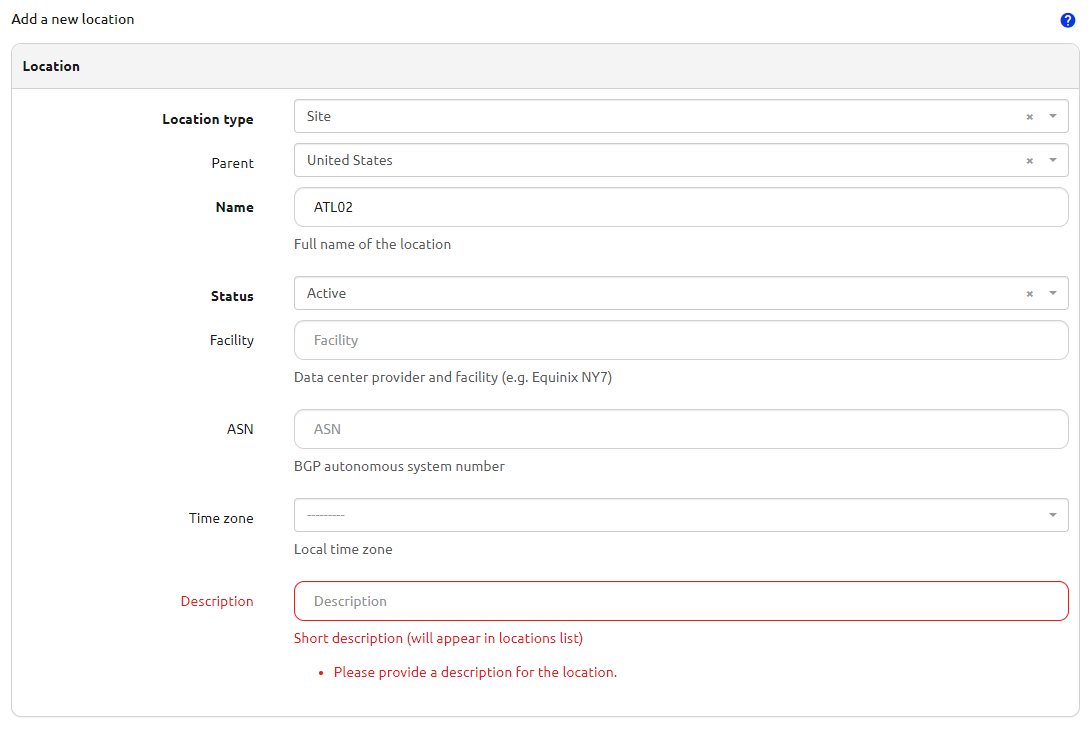 Add a new location
?
Location
Location type
Site
× 
Parent
United States
×
Name
ATL02
Full name of the location
Status
Active
×
Facility
Facility
Data center provider and facility (e.g. Equinix NY7)
ASN
ASN
BGP autonomous system number
Time zone
---------
Local time zone
Description
Description
Short description (will appear in locations list)
• Please provide a description for the location.